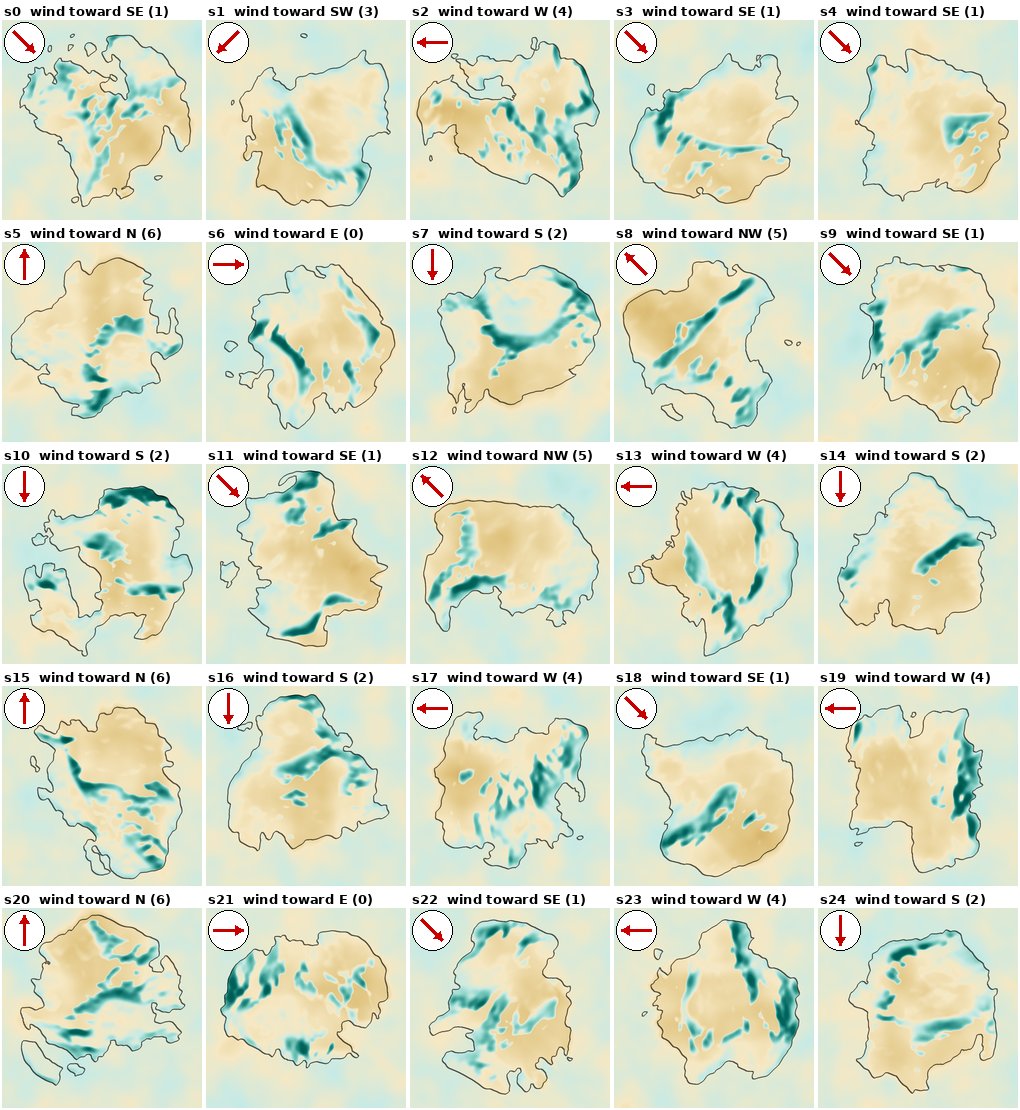 s0 wind toward SE (1)
s1 wind toward SW (3)
s2 wind toward W (4)
s3 wind toward SE (1)
s4 wind toward SE (1)
s5 wind toward N (6)
s6 wind toward E (0)
s7 wind toward S (2)
s8 wind toward NW (5)
s9 wind toward SE (1)
s10 wind toward S (2)
s11 wind toward SE (1)
s12 wind toward NW (5)
s13 wind toward W (4)
s14 wind toward S (2)
s15 wind toward N (6)
s16 wind toward S (2)
s17 wind toward W (4)
s18 wind toward SE (1)
s19 wind toward W (4)
s20 wind toward N (6)
s21 wind toward E (0)
s22 wind toward SE (1)
s23 wind toward W (4)
s24 wind toward S (2)